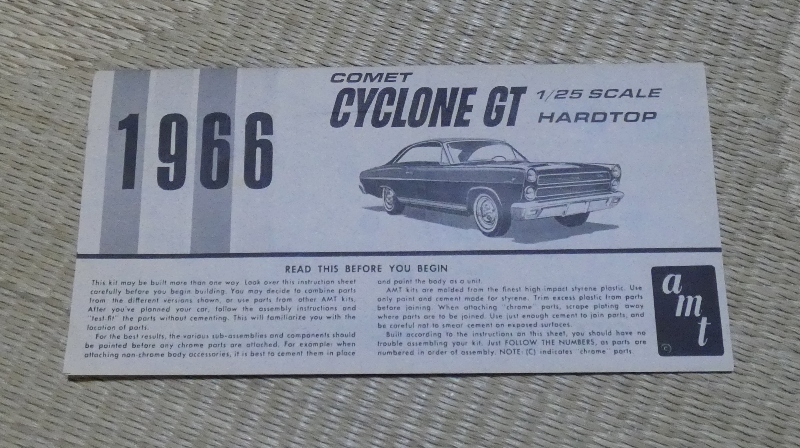 1966
COMET
CYCLONE GT
1/25 SCALE
HARDTOP
READ THIS BEFORE YOU BEGIN
This kit may be built more than one way. Look over this instruction sheet
carefully before you begin building. You may decide to combine parts
from the different versions shown, or use parts from other AMT kits.
After you've planned your car, follow the assembly instructions and
"test-fit" the parts without cementing. This will familiarize you with the
location of parts.
For the best results, the various sub-assemblies and components should
be painted before any chrome parts are attached. For example: when
attaching non-chrome body accessories, it is best to cement them in place
and paint the body as a unit.
AMT kits are molded from the finest high-impact styrene plastic. Use
only paint and cement made for styrene. Trim excess plastic from parts
before joining. When attaching "chrome" parts, scrape plating away
where parts are to be joined. Use just enough cement to join parts, and
be careful not to smear cement on exposed surfaces.
Built according to the instructions on this sheet, you should have no
trouble assembling your kit. Just FOLLOW THE NUMBERS, as parts are
numbered in order of assembly. NOTE: (C) indicates "chrome" parts.
amt
©